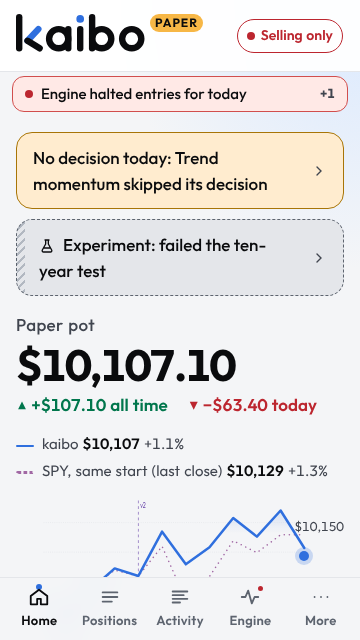 kaibo PAPER
Selling only
Engine halted entries for today +1
No decision today: Trend
momentum skipped its decision
Experiment: failed the ten-
year test
Paper pot
$10,107.10
▲ +$107.10 all time ▼ −$63.40 today
kaibo $10,107 +1.1%
SPY, same start (last close) $10,129 +1.3%
v2
$10,150
Home Positions Activity Engine More